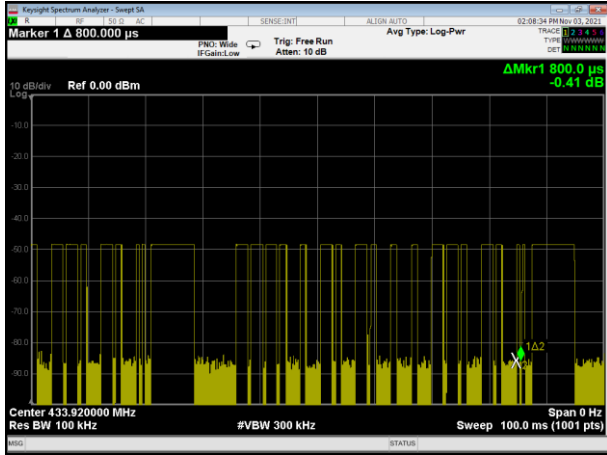 Keysight Spectrum Analyzer - Swept SA
R RF 50 Ω AC SENSE:INT ALIGN AUTO 02:08:34 PM Nov 03, 2021
Marker 1 Δ 800.000 µs
PNO: Wide
IFGain:Low
Trig: Free Run
Atten: 10 dB
Avg Type: Log-Pwr
TRACE 1 2 3 4 5 6
TYPE WWWWWW
DET N N N N N N
ΔMkr1 800.0 µs
-0.41 dB
10 dB/div Ref 0.00 dBm
Log
-10.0
-20.0
-30.0
-40.0
-50.0
-60.0
-70.0
-80.0
-90.0
1Δ2
Center 433.920000 MHz Span 0 Hz
Res BW 100 kHz #VBW 300 kHz Sweep 100.0 ms (1001 pts)
MSG STATUS